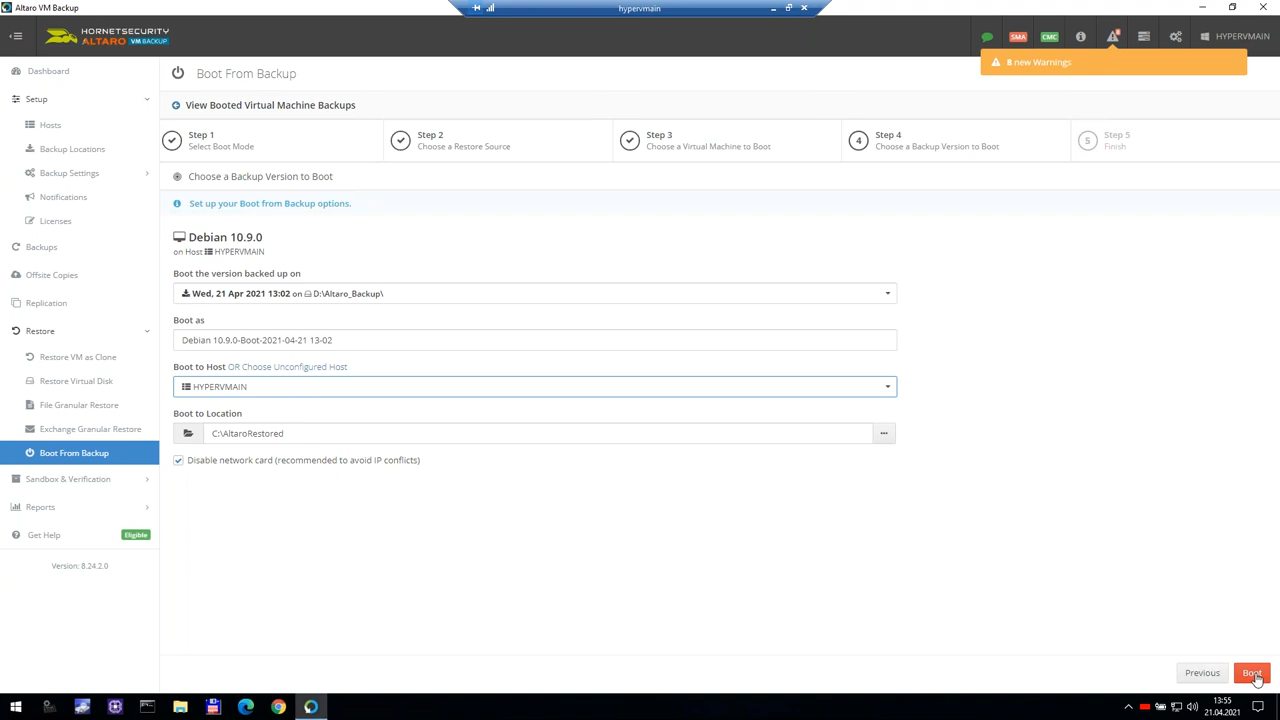 Altaro VM Backup
hypervmain
HORNETSECURITY
ALTARO VM BACKUP
SMA
CMC
HYPERVMAIN
8 new Warnings
Dashboard
Setup
Hosts
Backup Locations
Backup Settings
Notifications
Licenses
Backups
Offsite Copies
Replication
Restore
Restore VM as Clone
Restore Virtual Disk
File Granular Restore
Exchange Granular Restore
Boot From Backup
Sandbox & Verification
Reports
Get Help
Eligible
Version: 8.24.2.0
Boot From Backup
View Booted Virtual Machine Backups
Step 1
Select Boot Mode
Step 2
Choose a Restore Source
Step 3
Choose a Virtual Machine to Boot
4
Step 4
Choose a Backup Version to Boot
5
Step 5
Finish
Choose a Backup Version to Boot
Set up your Boot from Backup options.
Debian 10.9.0
on Host HYPERVMAIN
Boot the version backed up on
Wed, 21 Apr 2021 13:02 on D:\Altaro_Backup\
Boot as
Debian 10.9.0-Boot-2021-04-21 13-02
Boot to Host OR Choose Unconfigured Host
HYPERVMAIN
Boot to Location
C:\AltaroRestored
Disable network card (recommended to avoid IP conflicts)
Previous
Boot
13:55
21.04.2021